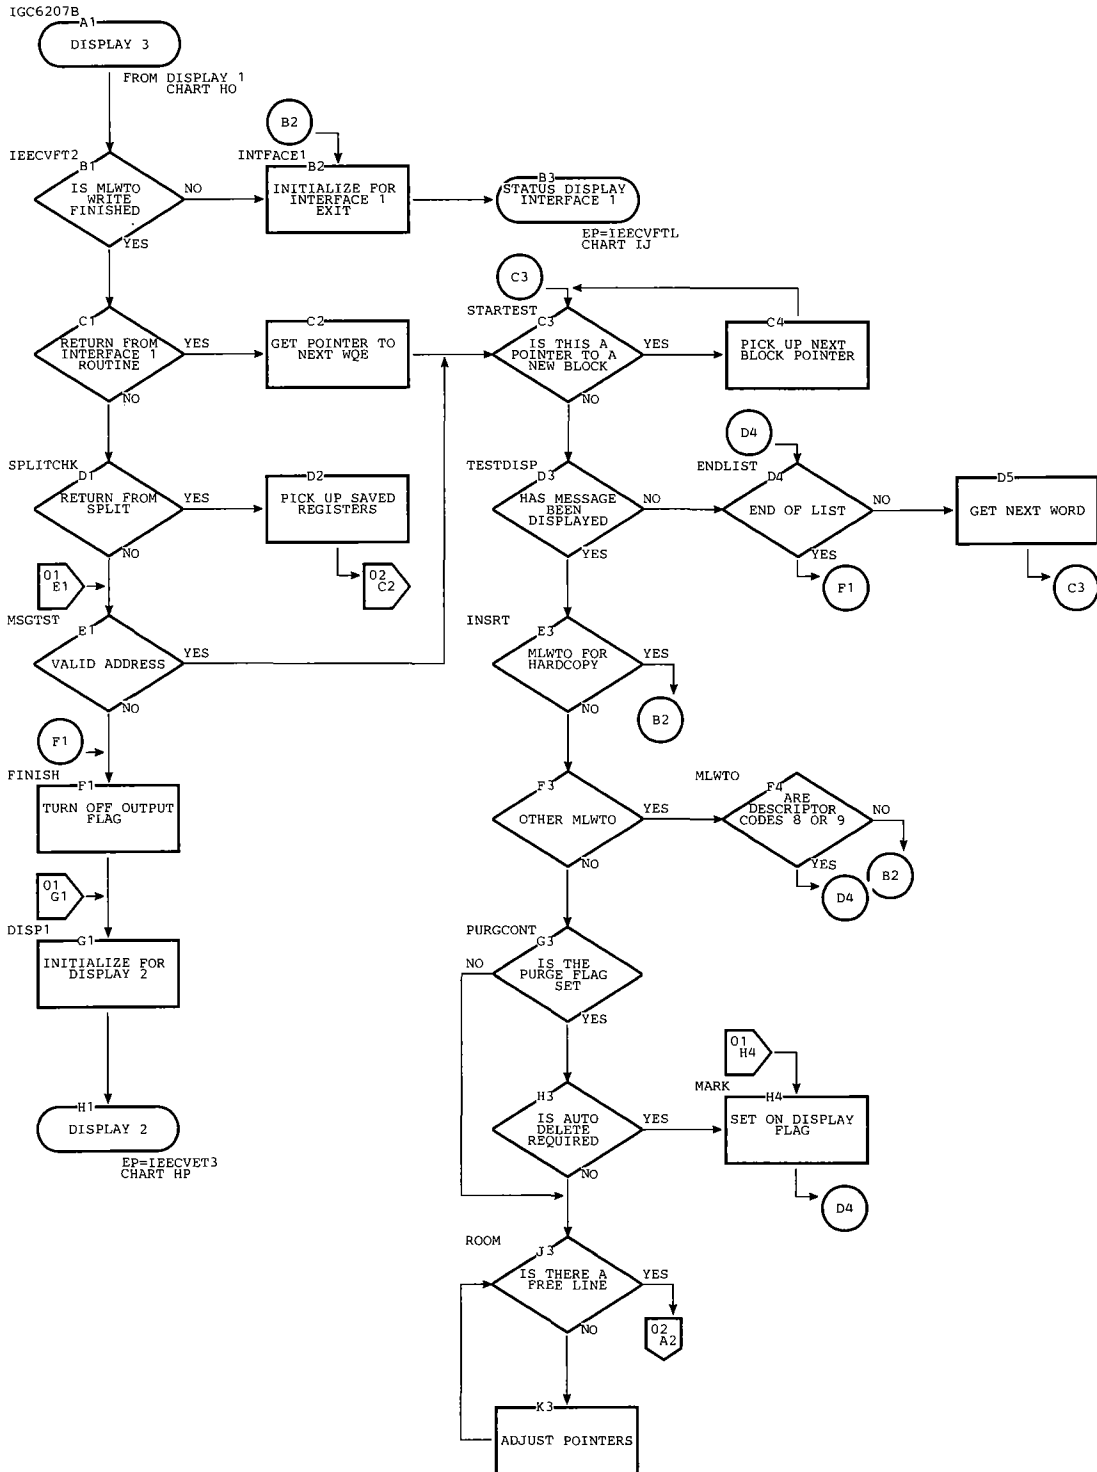 IGC6207B
A1
DISPLAY 3
FROM DISPLAY 1
CHART HO
B2
IEECVFT2
B1
IS MLWTO
WRITE
FINISHED
NO
YES
INTFACE1
B2
INITIALIZE FOR
INTERFACE 1
EXIT
B3
STATUS DISPLAY
INTERFACE 1
EP=IEECVFTL
CHART IJ
C3
C1
RETURN FROM
INTERFACE 1
ROUTINE
YES
NO
C2
GET POINTER TO
NEXT WQE
STARTEST
C3
IS THIS A
POINTER TO A
NEW BLOCK
YES
NO
C4
PICK UP NEXT
BLOCK POINTER
D4
SPLITCHK
D1
RETURN FROM
SPLIT
YES
NO
D2
PICK UP SAVED
REGISTERS
02
C2
TESTDISP
D3
HAS MESSAGE
BEEN
DISPLAYED
NO
YES
ENDLIST
D4
END OF LIST
NO
YES
D5
GET NEXT WORD
F1
C3
01
E1
MSGTST
E1
VALID ADDRESS
YES
NO
INSRT
E3
MLWTO FOR
HARDCOPY
YES
NO
B2
F1
FINISH
F1
TURN OFF OUTPUT
FLAG
F3
OTHER MLWTO
YES
NO
MLWTO
F4
ARE
DESCRIPTOR
CODES 8 OR 9
NO
YES
D4
B2
01
G1
DISP1
G1
INITIALIZE FOR
DISPLAY 2
PURGCONT
G3
IS THE
PURGE FLAG
SET
NO
YES
H1
DISPLAY 2
EP=IEECVET3
CHART HP
H3
IS AUTO
DELETE
REQUIRED
YES
NO
01
H4
MARK
H4
SET ON DISPLAY
FLAG
D4
ROOM
J3
IS THERE A
FREE LINE
YES
NO
02
A2
K3
ADJUST POINTERS